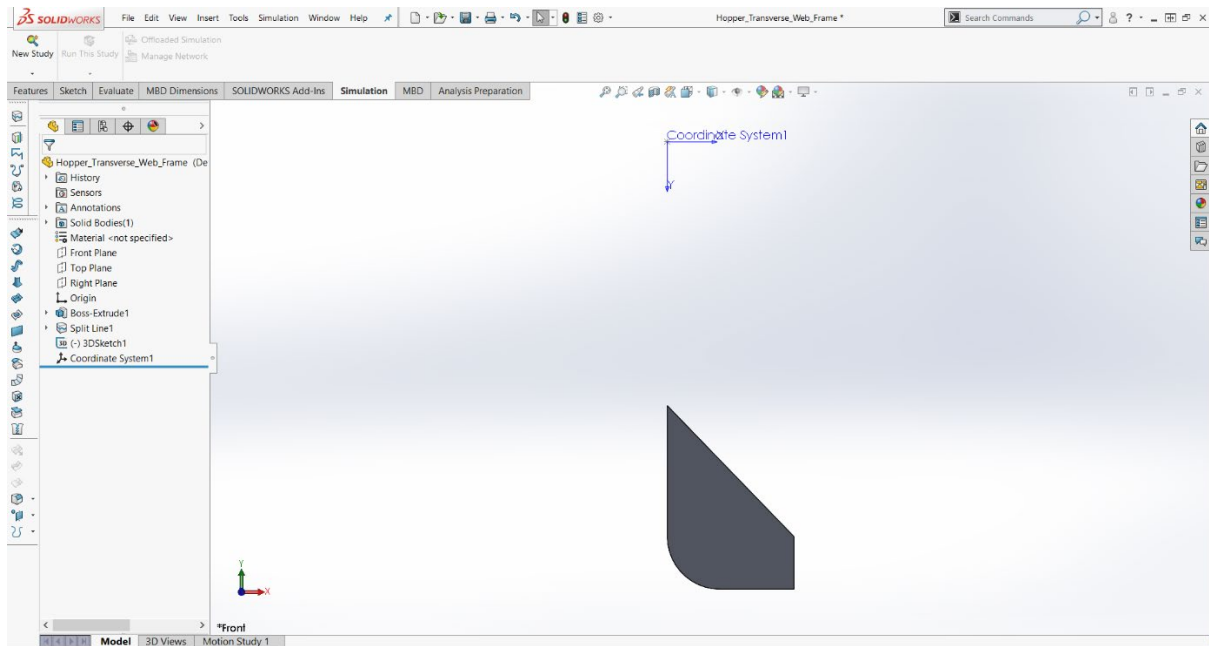 SOLIDWORKS File Edit View Insert Tools Simulation Window Help Hopper_Transverse_Web_Frame * Search Commands
New Study Run This Study Offloaded Simulation
Manage Network
Features Sketch Evaluate MBD Dimensions SOLIDWORKS Add-Ins Simulation MBD Analysis Preparation
Coordinate System1
X
Y
Hopper_Transverse_Web_Frame (De
History
Sensors
Annotations
Solid Bodies(1)
Material <not specified>
Front Plane
Top Plane
Right Plane
Origin
Boss-Extrude1
Split Line1
3D (-) 3DSketch1
Coordinate System1
Y
X
*Front
Model 3D Views Motion Study 1